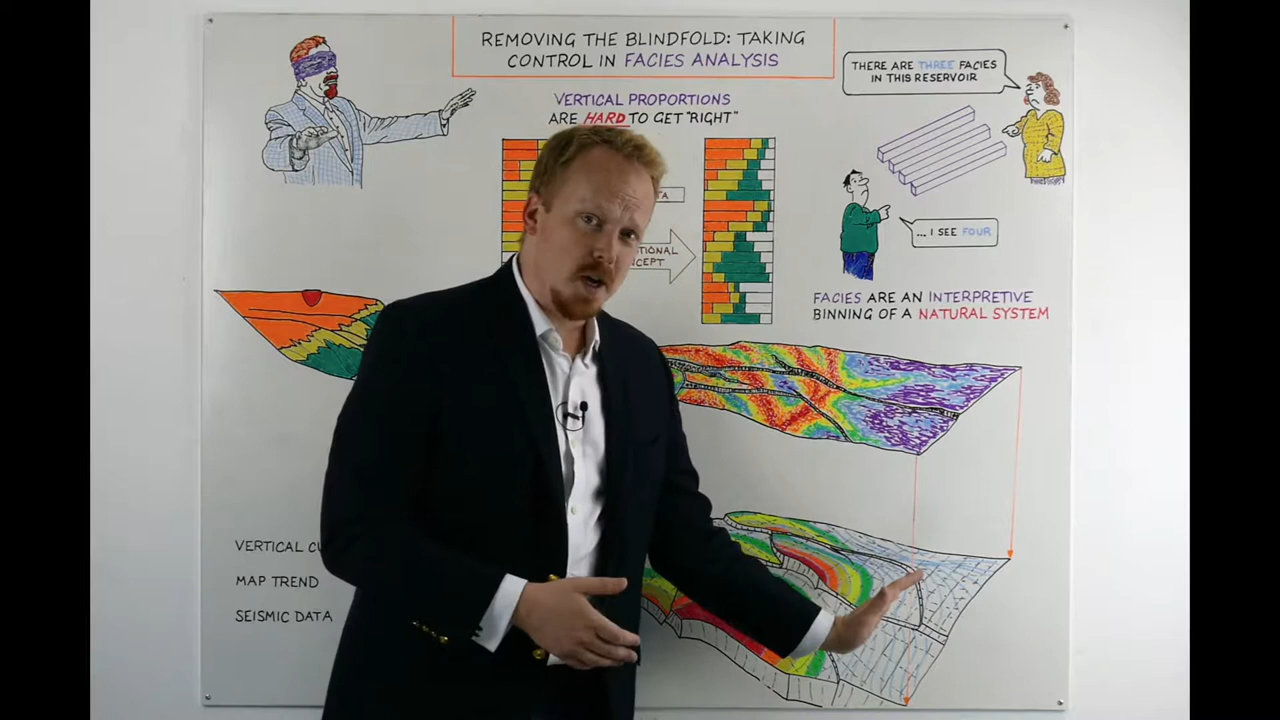 REMOVING THE BLINDFOLD: TAKING
CONTROL IN FACIES ANALYSIS
VERTICAL PROPORTIONS
ARE HARD TO GET "RIGHT"
THERE ARE THREE FACIES
IN THIS RESERVOIR
... I SEE FOUR
FACIES ARE AN INTERPRETIVE
BINNING OF A NATURAL SYSTEM
VERTICAL
MAP TREND
SEISMIC DATA